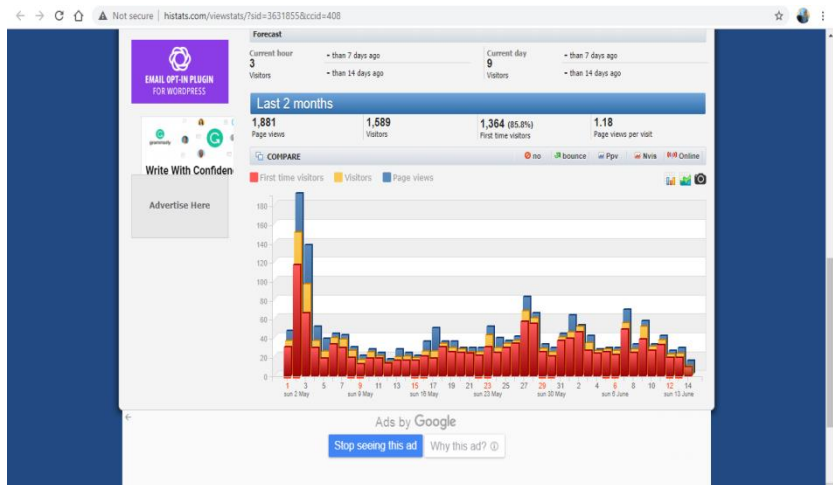 Not secure | histats.com/viewstats/?sid=3631855&ccid=408
EMAIL OPT-IN PLUGIN
FOR WORDPRESS
grammarly
Write With Confiden
Advertise Here
Forecast
Current hour
3
Visitors
- than 7 days ago
- than 14 days ago
Current day
9
Visitors
- than 7 days ago
- than 14 days ago
Last 2 months
1,881
Page views
1,589
Visitors
1,364 (85.8%)
First time visitors
1.18
Page views per visit
COMPARE
no bounce Ppv Nvis Online
First time visitors Visitors Page views
180
160
140
120
100
80
60
40
20
0
1 3 5 7 9 11 13 15 17 19 21 23 25 27 29 31 2 4 6 8 10 12 14
sun 2 May sun 9 May sun 16 May sun 23 May sun 30 May sun 6 June sun 13 June
Ads by Google
Stop seeing this ad Why this ad?